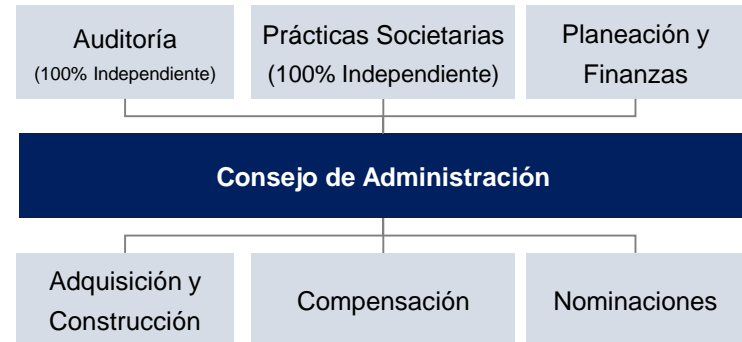 Auditoría
(100% Independiente)
Prácticas Societarias
(100% Independiente)
Planeación y
Finanzas
Consejo de Administración
Adquisición y
Construcción
Compensación
Nominaciones